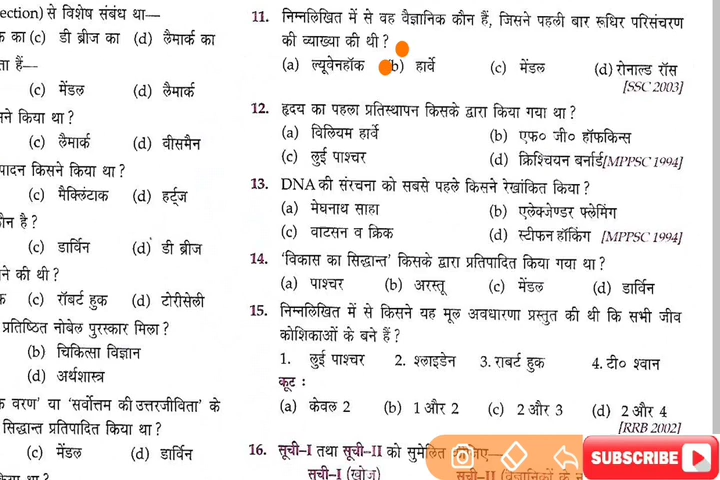 ection) से विशेष संबंध था—
क का (c) डी ब्रीज का (d) लैमार्क का
ता हैं—
(c) मेंडल (d) लैमार्क
सने किया था?
(c) लैमार्क (d) वीसमैन
पादन किसने किया था?
(c) मैक्लिंटाक (d) हर्ट्ज
ौन है?
(c) डार्विन (d) डी ब्रीज
ने की थी?
क (c) रॉबर्ट हुक (d) टोरीसेली
प्रतिष्ठित नोबेल पुरस्कार मिला?
(b) चिकित्सा विज्ञान
(d) अर्थशास्त्र
क वरण' या 'सर्वोत्तम की उत्तरजीविता' के
सिद्धान्त प्रतिपादित किया था?
(c) मेंडल (d) डार्विन
11. निम्नलिखित में से वह वैज्ञानिक कौन हैं, जिसने पहली बार रूधिर परिसंचरण
की व्याख्या की थी?
(a) ल्यूवेनहॉक (b) हार्वे (c) मेंडल (d) रोनाल्ड रॉस
[SSC 2003]
12. हृदय का पहला प्रतिस्थापन किसके द्वारा किया गया था?
(a) विलियम हार्वे (b) एफ० जी० हॉफकिन्स
(c) लुई पाश्चर (d) क्रिश्चियन बर्नार्ड [MPPSC 1994]
13. DNA की संरचना को सबसे पहले किसने रेखांकित किया?
(a) मेघनाथ साहा (b) एलेक्जेण्डर फ्लेमिंग
(c) वाटसन व क्रिक (d) स्टीफन हॉकिंग [MPPSC 1994]
14. 'विकास का सिद्धान्त' किसके द्वारा प्रतिपादित किया गया था?
(a) पाश्चर (b) अरस्तू (c) मेंडल (d) डार्विन
15. निम्नलिखित में से किसने यह मूल अवधारणा प्रस्तुत की थी कि सभी जीव
कोशिकाओं के बने हैं?
1. लुई पाश्चर 2. श्लाइडेन 3. राबर्ट हुक 4. टी० श्वान
कूट :
(a) केवल 2 (b) 1 और 2 (c) 2 और 3 (d) 2 और 4
[RRB 2002]
16. सूची-I तथा सूची-II को सुमेलित कीजिए—
सूची-I (खोज) सूची-II (वैज्ञानिकों के
SUBSCRIBE